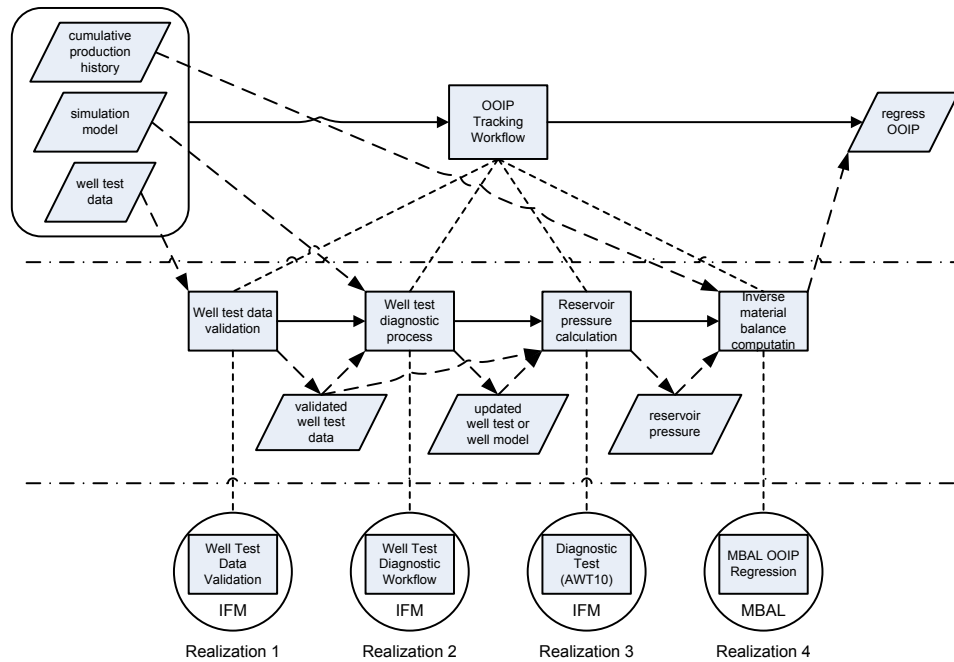 cumulative
production
history
simulation
model
well test
data
OOIP
Tracking
Workflow
regress
OOIP
Well test data
validation
Well test
diagnostic
process
Reservoir
pressure
calculation
Inverse
material
balance
computatin
validated
well test
data
updated
well test or
well model
reservoir
pressure
Well Test
Data
Validation
IFM
Well Test
Diagnostic
Workflow
IFM
Diagnostic
Test
(AWT10)
IFM
MBAL OOIP
Regression
MBAL
Realization 1
Realization 2
Realization 3
Realization 4